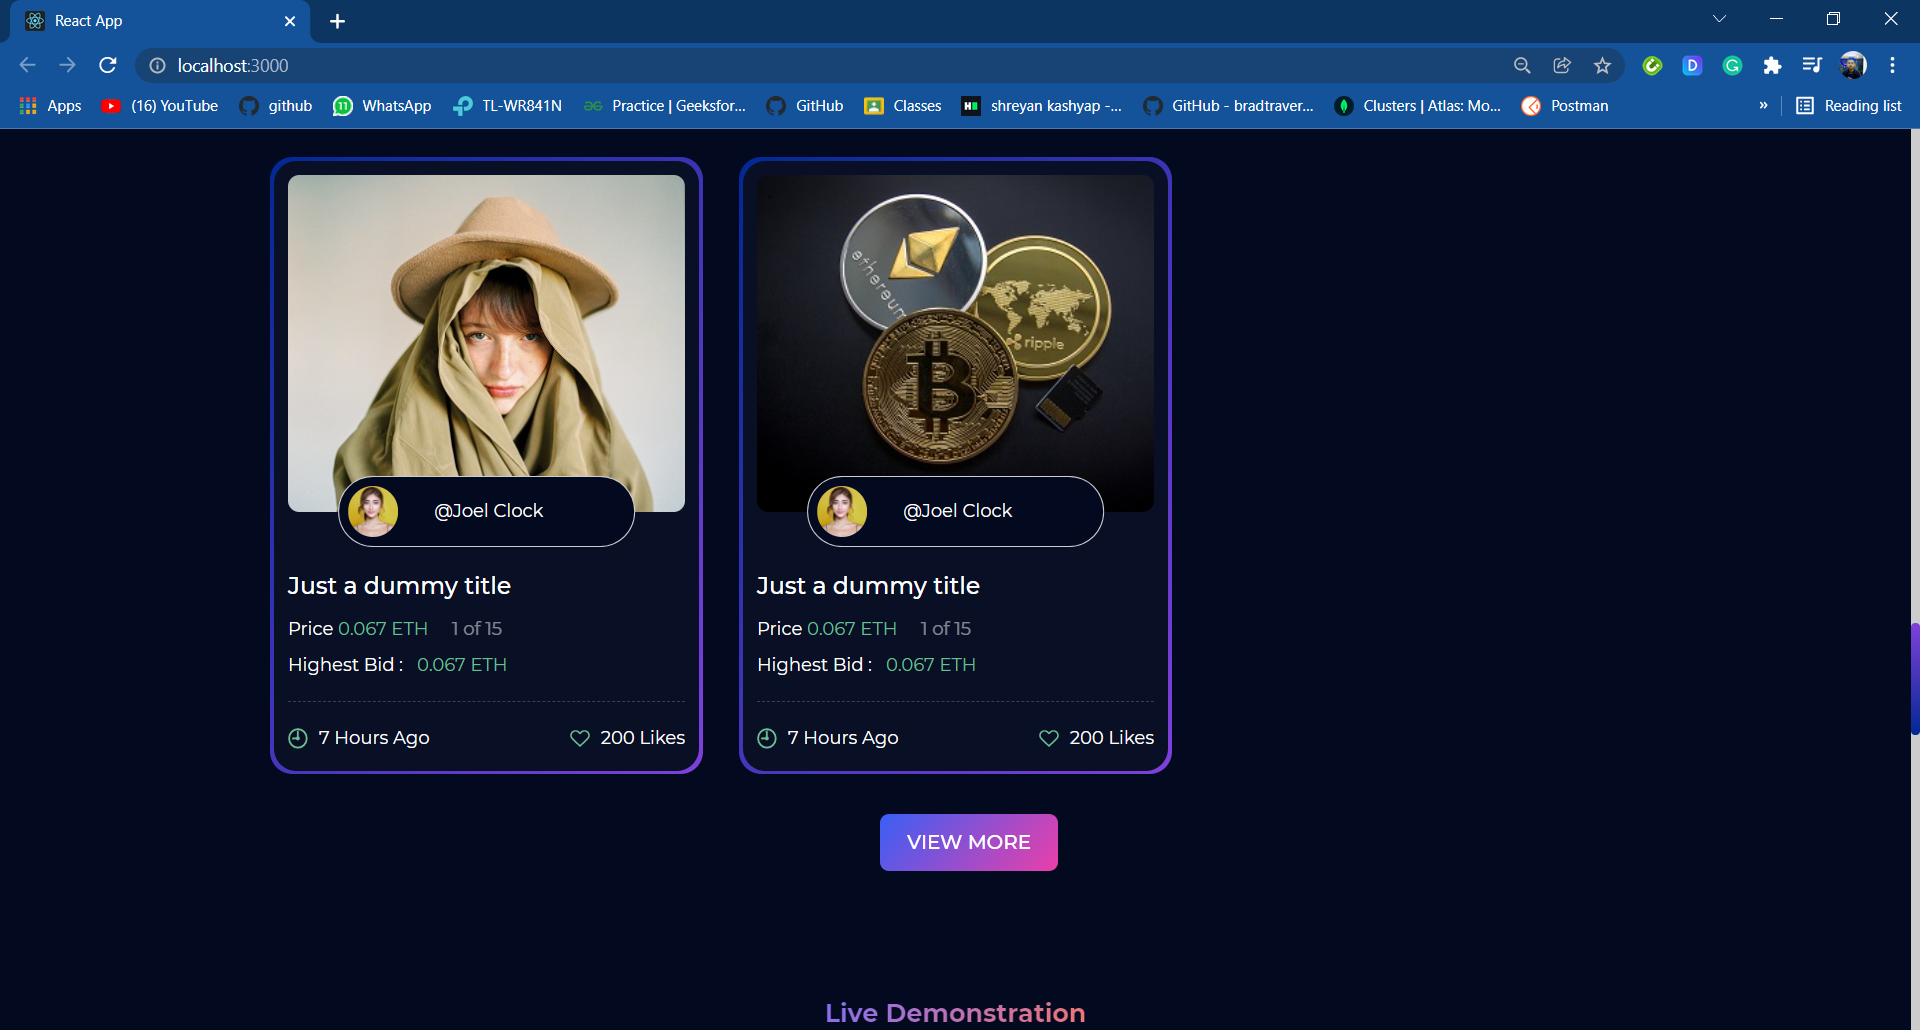 React App
localhost:3000
Apps
(16) YouTube
github
11
WhatsApp
TL-WR841N
Practice | Geeksfor...
GitHub
Classes
shreyan kashyap -...
GitHub - bradtraver...
Clusters | Atlas: Mo...
Postman
»
Reading list
ethereum
ripple
@Joel Clock
@Joel Clock
Just a dummy title
Just a dummy title
Price 0.067 ETH 1 of 15
Price 0.067 ETH 1 of 15
Highest Bid : 0.067 ETH
Highest Bid : 0.067 ETH
7 Hours Ago 200 Likes
7 Hours Ago 200 Likes
VIEW MORE
Live Demonstration